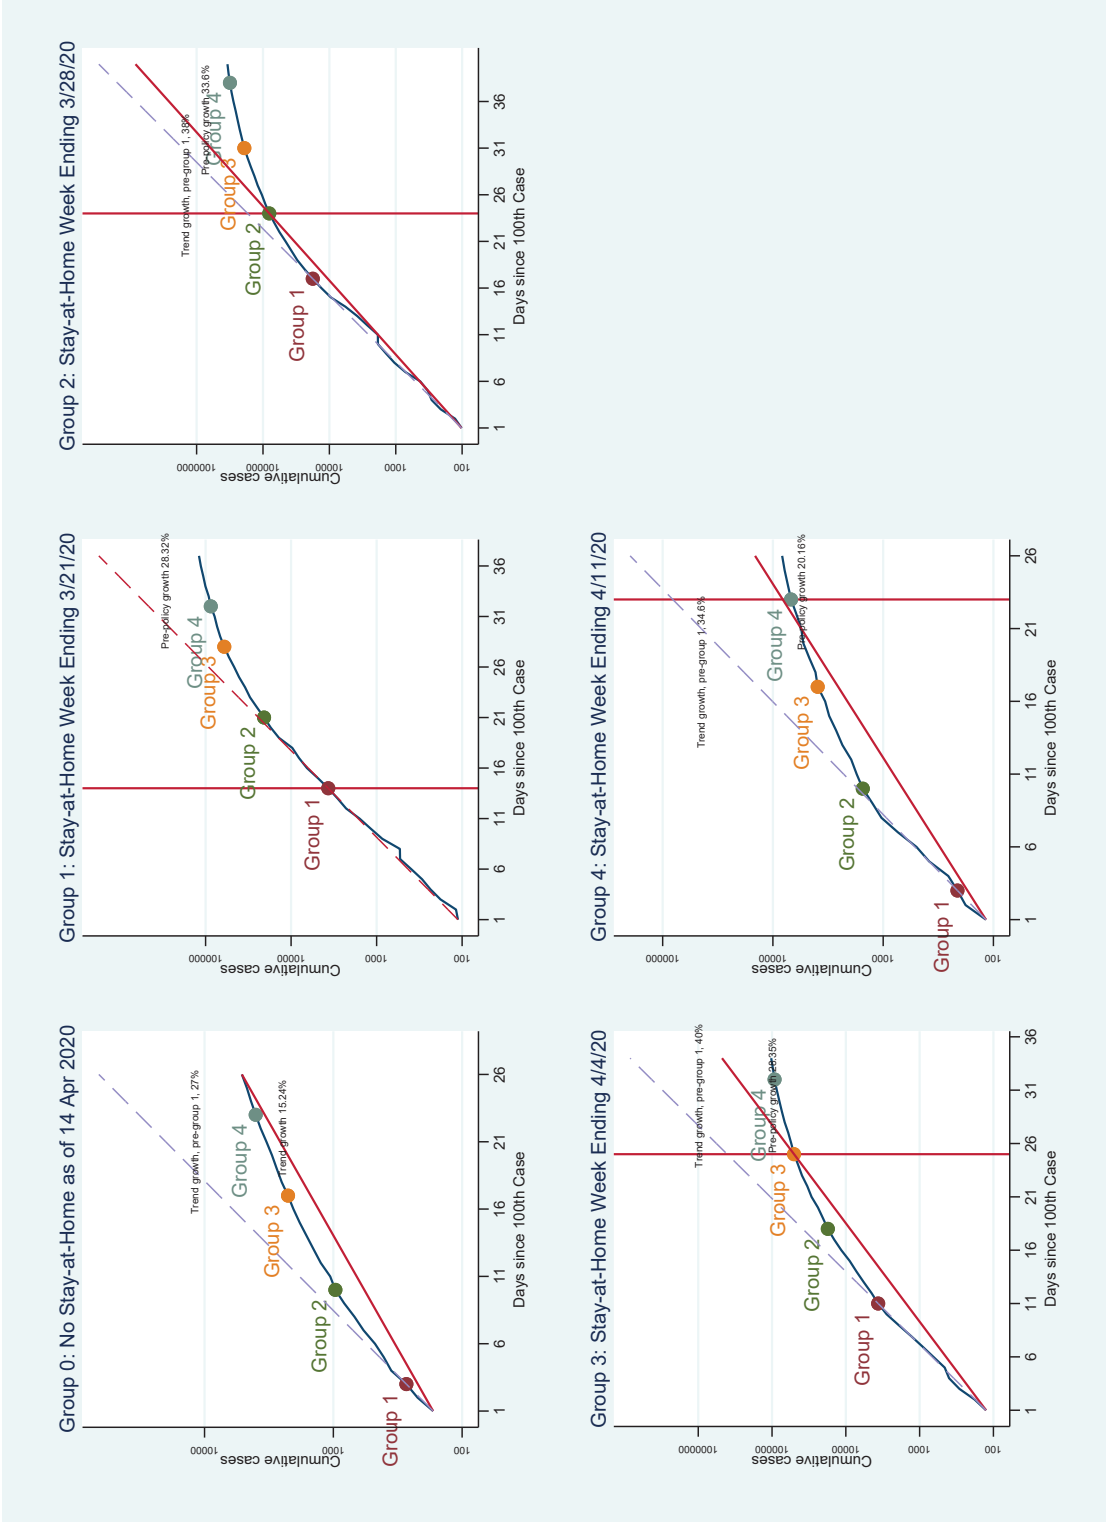 Group 0: No Stay-at-Home as of 14 Apr 2020
Cumulative cases
10000
1000
100
Trend growth, pre-group 1, 27%
Trend growth 15.24%
Group 4
Group 3
Group 2
Group 1
1 6 11 16 21 26
Days since 100th Case
Group 1: Stay-at-Home Week Ending 3/21/20
Cumulative cases
100000
10000
1000
100
Pre-policy growth 28.32%
Group 4
Group 3
Group 2
Group 1
1 6 11 16 21 26 31 36
Days since 100th Case
Group 2: Stay-at-Home Week Ending 3/28/20
Cumulative cases
1000000
100000
10000
1000
100
Trend growth, pre-group 1, 38%
Pre-policy growth 33.6%
Group 4
Group 3
Group 2
Group 1
1 6 11 16 21 26 31 36
Days since 100th Case
Group 3: Stay-at-Home Week Ending 4/4/20
Cumulative cases
1000000
100000
10000
1000
100
Trend growth, pre-group 1, 40%
Group 4
Pre-policy growth
Group 3
Group 2
Group 1
1 6 11 16 21 26 31 36
Days since 100th Case
Group 4: Stay-at-Home Week Ending 4/11/20
Cumulative cases
100000
10000
1000
100
Trend growth, pre-group 1, 34.6%
Group 4
Pre-policy growth 20.16%
Group 3
Group 2
Group 1
1 6 11 16 21 26
Days since 100th Case